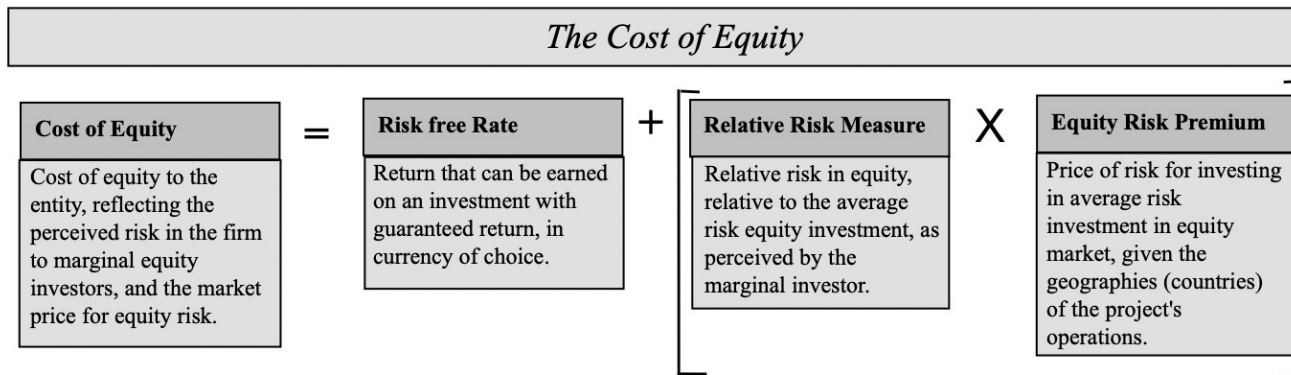 The Cost of Equity
Cost of Equity
=
Risk free Rate
+
Relative Risk Measure
X
Equity Risk Premium
Cost of equity to the
entity, reflecting the
perceived risk in the firm
to marginal equity
investors, and the market
price for equity risk.
Return that can be earned
on an investment with
guaranteed return, in
currency of choice.
Relative risk in equity,
relative to the average
risk equity investment, as
perceived by the
marginal investor.
Price of risk for investing
in average risk
investment in equity
market, given the
geographies (countries)
of the project's
operations.